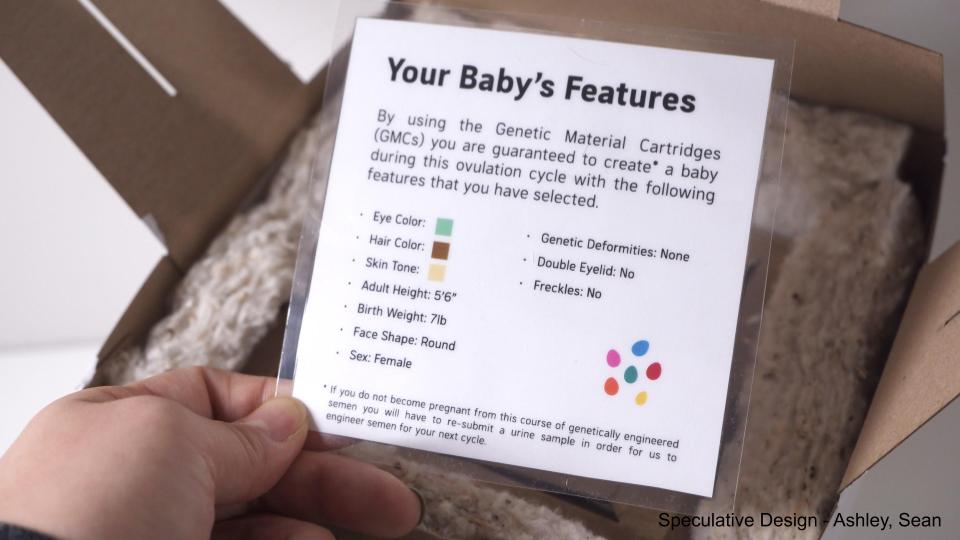 Your Baby's Features
By using the Genetic Material Cartridges
(GMCs) you are guaranteed to create* a baby
during this ovulation cycle with the following
features that you have selected.
· Eye Color:
· Hair Color:
· Skin Tone:
· Adult Height: 5'6"
· Birth Weight: 7lb
· Face Shape: Round
· Sex: Female
· Genetic Deformities: None
· Double Eyelid: No
· Freckles: No
* If you do not become pregnant from this course of genetically engineered
semen you will have to re-submit a urine sample in order for us to
engineer semen for your next cycle.
Speculative Design - Ashley, Sean